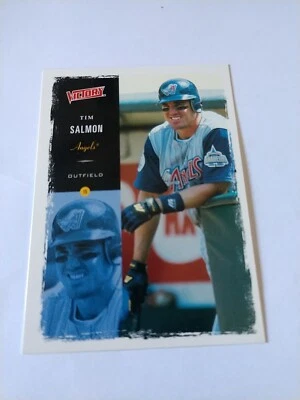 VICTORY
TIM
SALMON
Angels
OUTFIELD
ANGELS